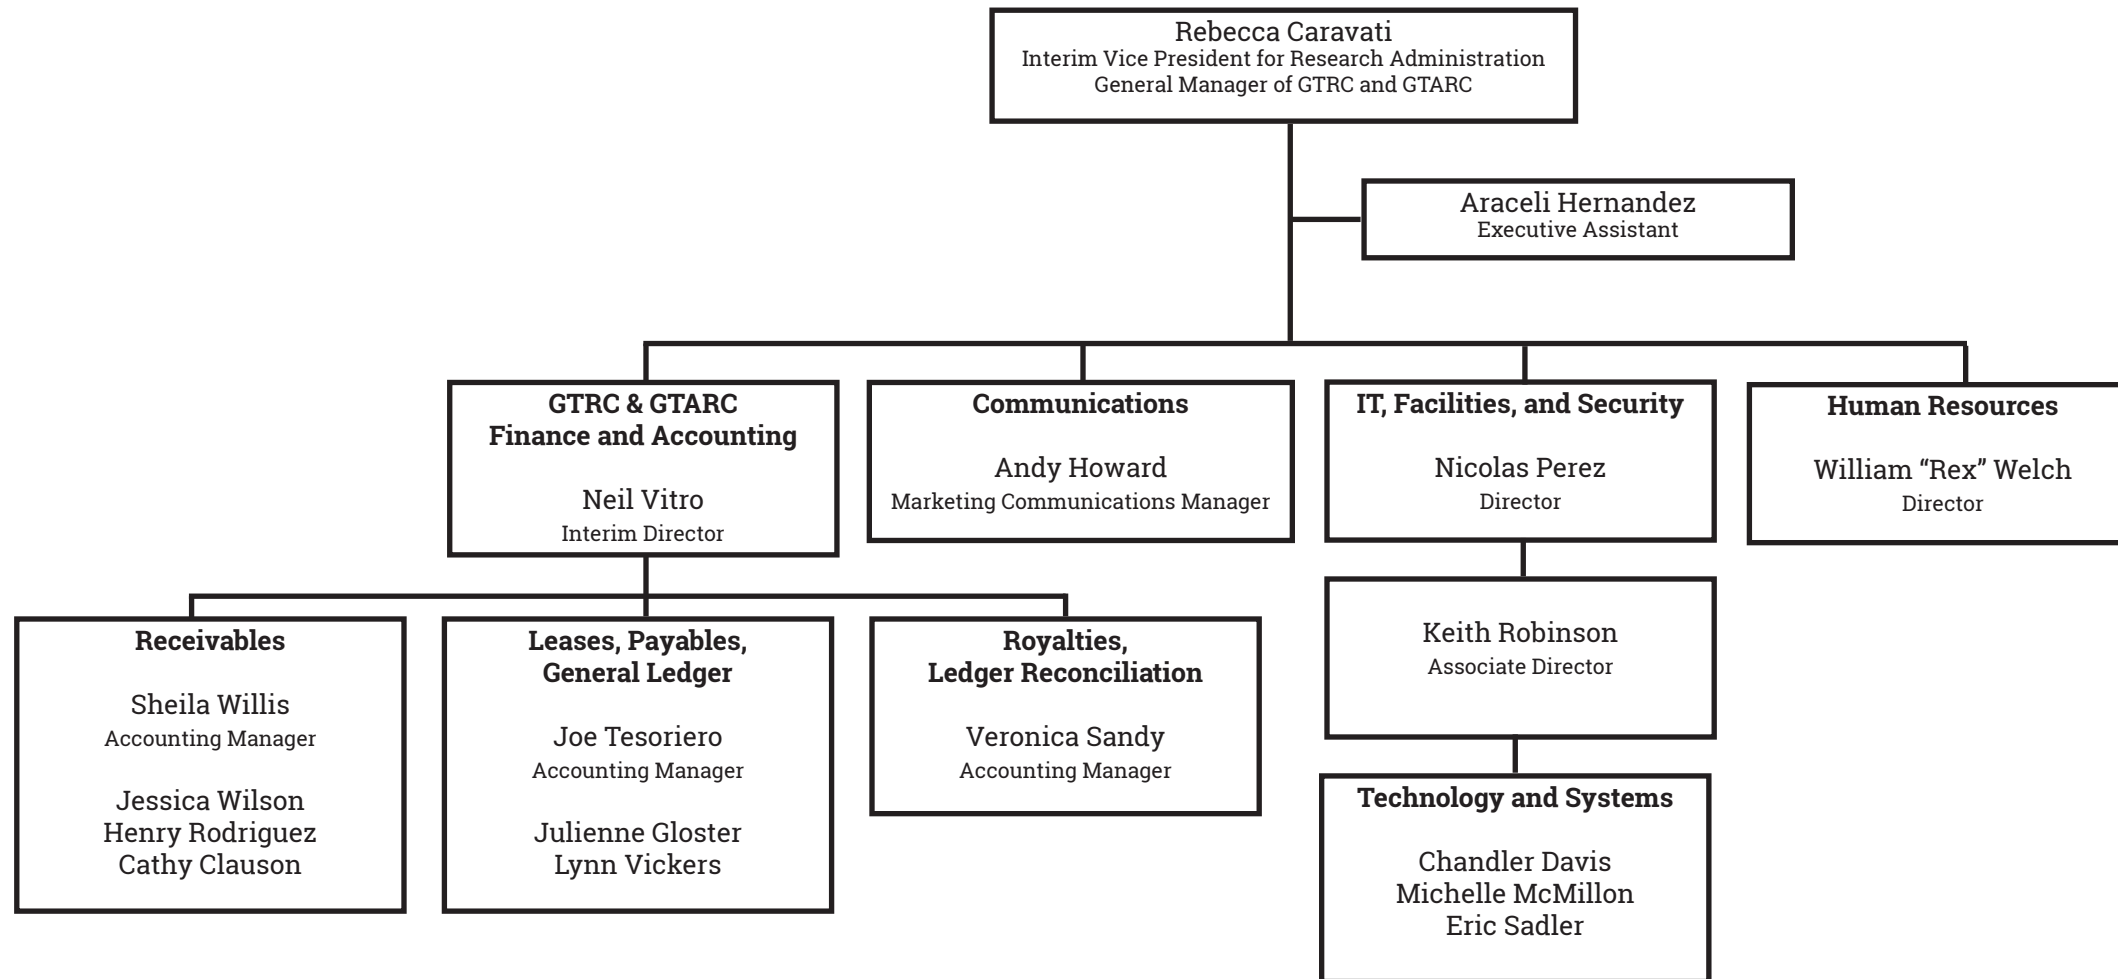 Rebecca Caravati
Interim Vice President for Research Administration
General Manager of GTRC and GTARC
Araceli Hernandez
Executive Assistant
GTRC & GTARC
Finance and Accounting
Neil Vitro
Interim Director
Communications
Andy Howard
Marketing Communications Manager
IT, Facilities, and Security
Nicolas Perez
Director
Human Resources
William “Rex” Welch
Director
Receivables
Sheila Willis
Accounting Manager
Jessica Wilson
Henry Rodriguez
Cathy Clauson
Leases, Payables,
General Ledger
Joe Tesoriero
Accounting Manager
Julienne Gloster
Lynn Vickers
Royalties,
Ledger Reconciliation
Veronica Sandy
Accounting Manager
Keith Robinson
Associate Director
Technology and Systems
Chandler Davis
Michelle McMillon
Eric Sadler